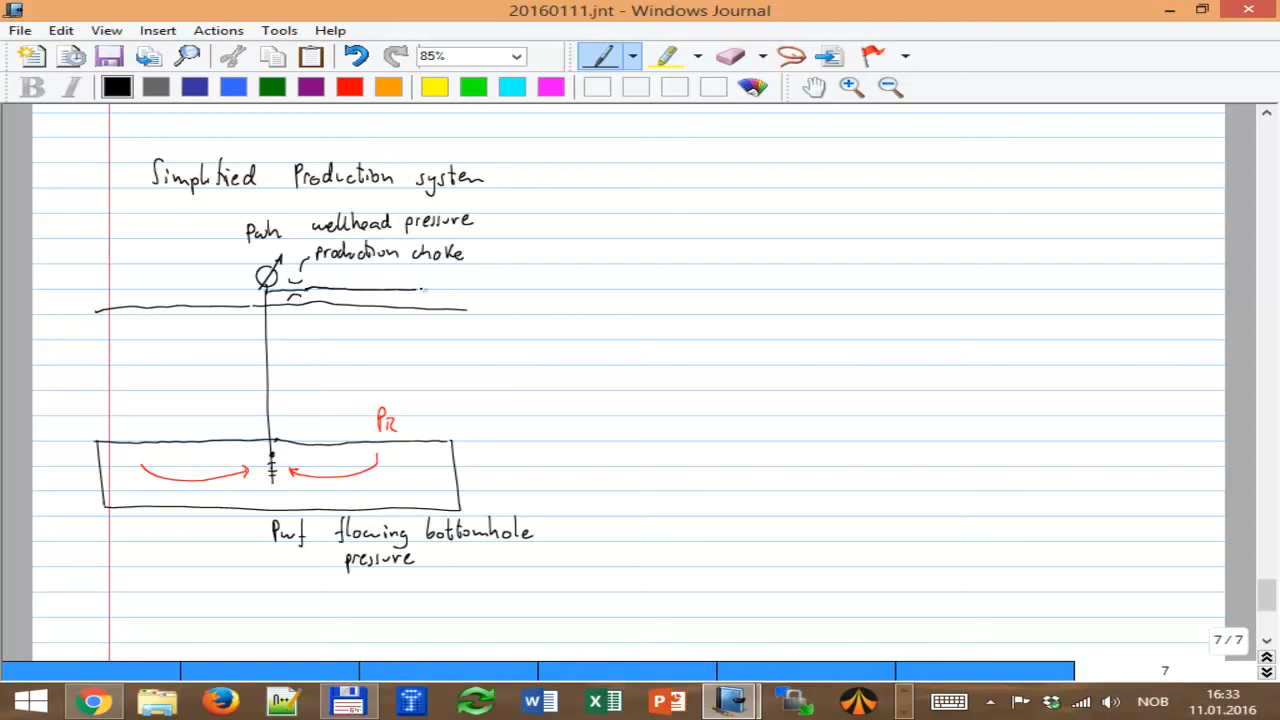 20160111.jnt - Windows Journal
File Edit View Insert Actions Tools Help
85%
B I
Simplified Production system
Pwh wellhead pressure
production choke
PR
Pwf flowing bottomhole
pressure
7 / 7
7
NOB
16:33
11.01.2016